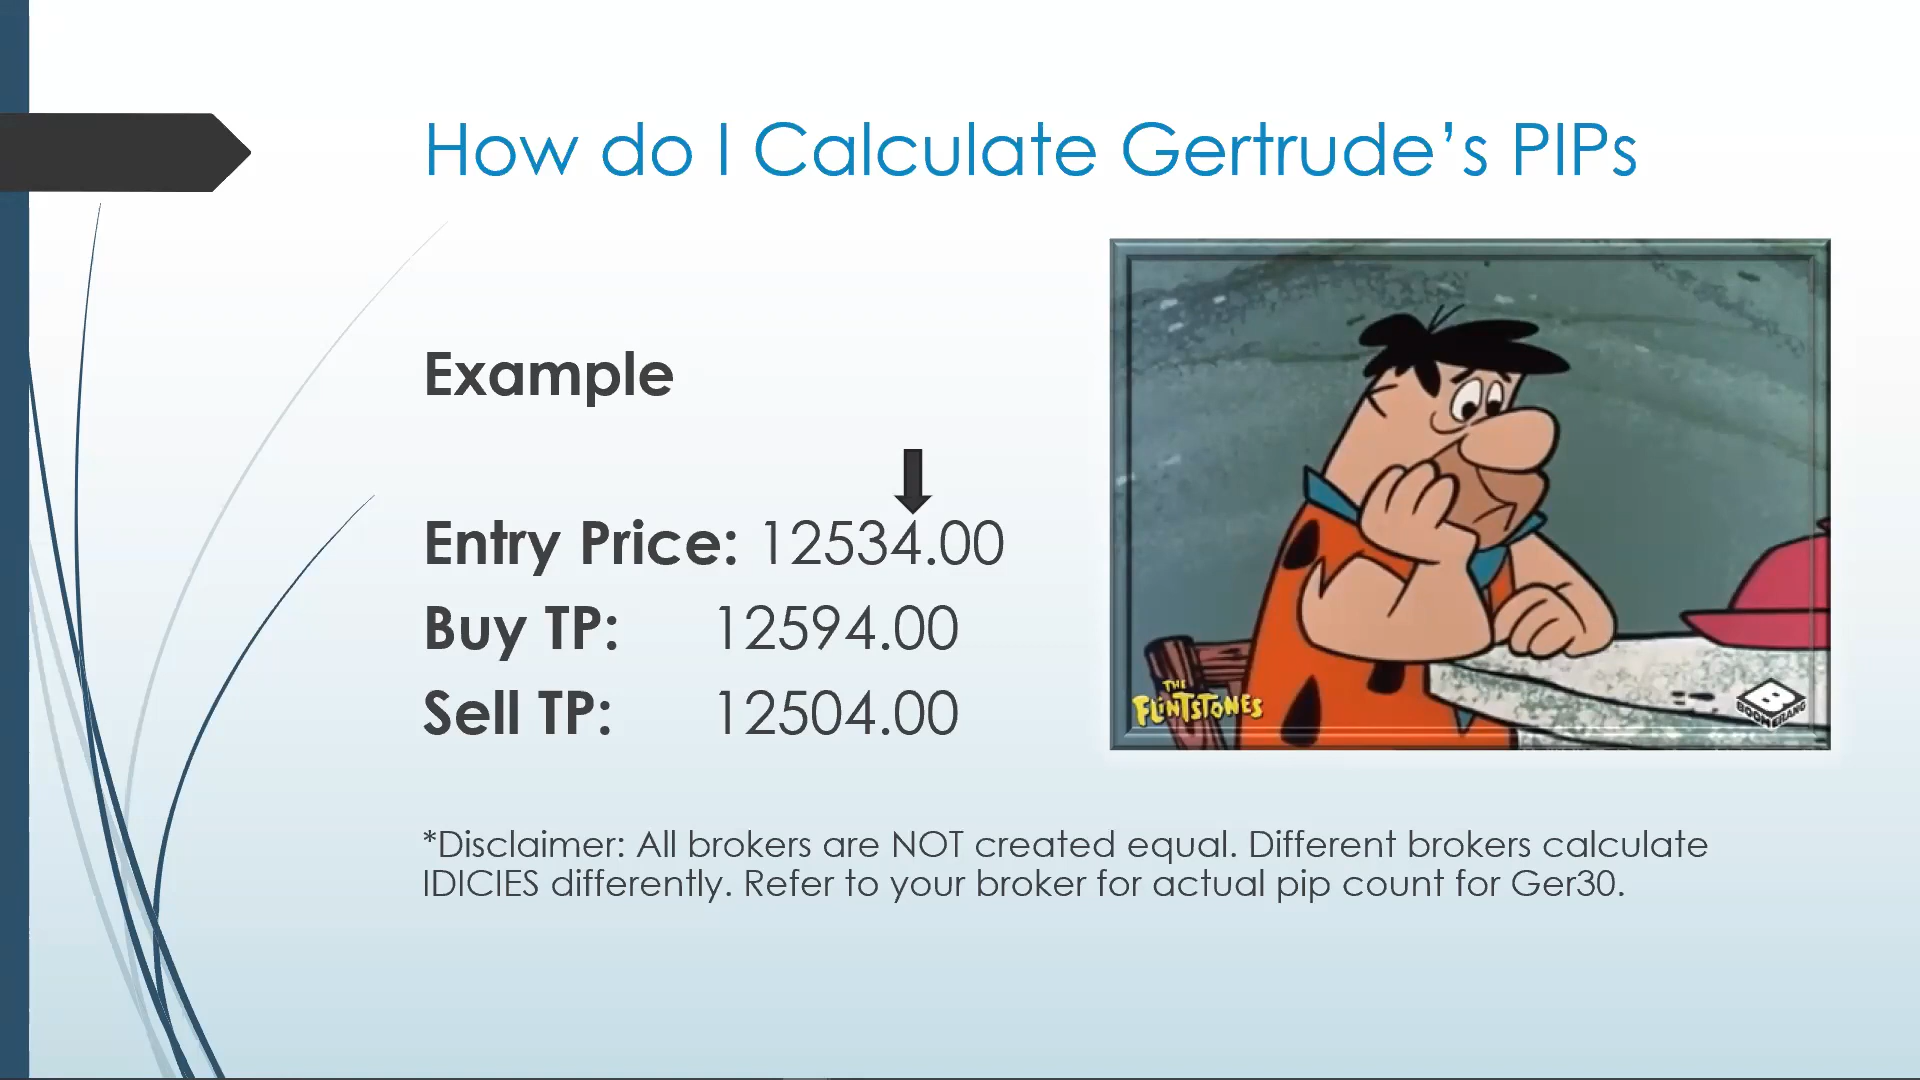 How do I Calculate Gertrude’s PIPs
Example
Entry Price: 12534.00
Buy TP: 12594.00
Sell TP: 12504.00
THE
FLINTSTONES
BOOMERANG
*Disclaimer: All brokers are NOT created equal. Different brokers calculate
IDICIES differently. Refer to your broker for actual pip count for Ger30.